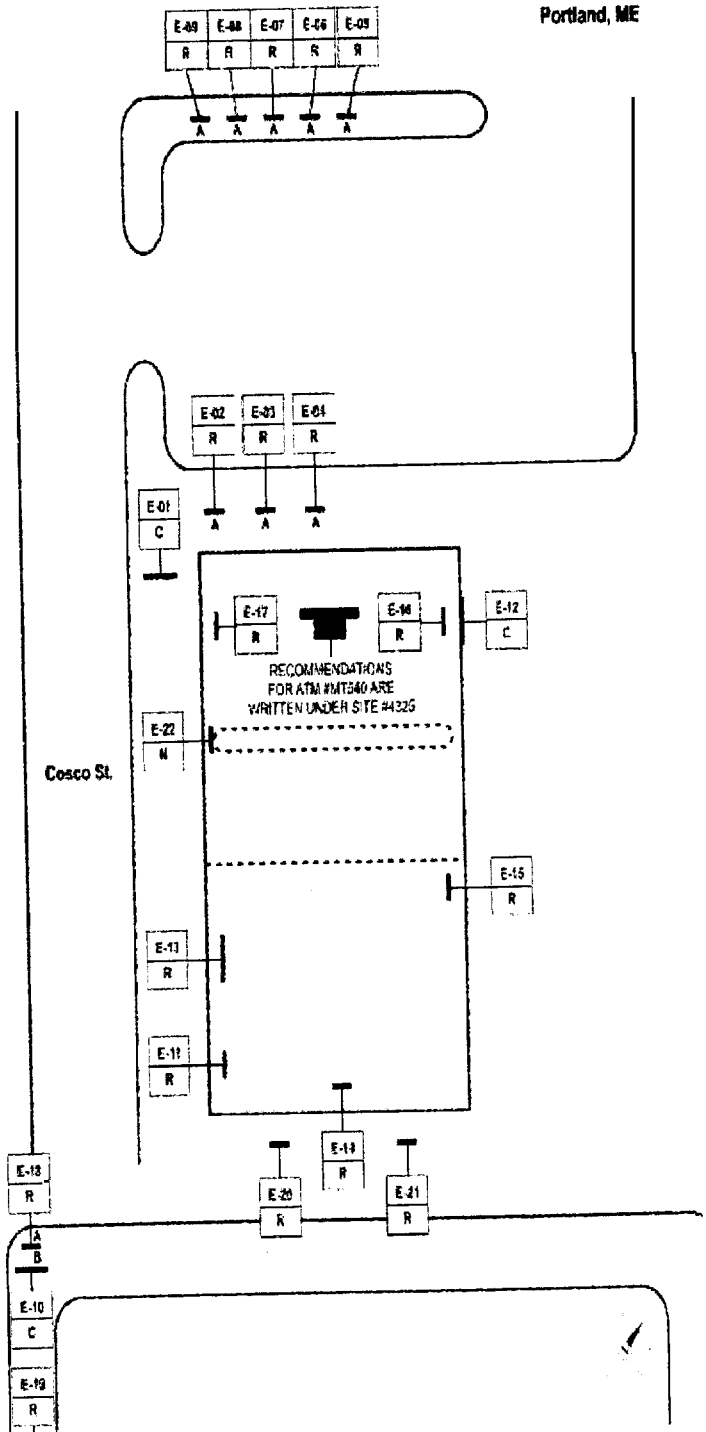 Portland, ME
E-09 E-08 E-07 E-06 E-05
R R R R R
A A A A A
E-02 E-03 E-04
R R R
A A A
E-01
C
E-17
R
E-16
R
E-12
C
RECOMMENDATIONS
FOR ATM #MT540 ARE
WRITTEN UNDER SITE #4325
E-22
N
Cosco St.
E-15
R
E-13
R
E-11
R
E-14
R
E-18
R
E-20
R
E-21
R
A
B
E-10
C
E-19
R